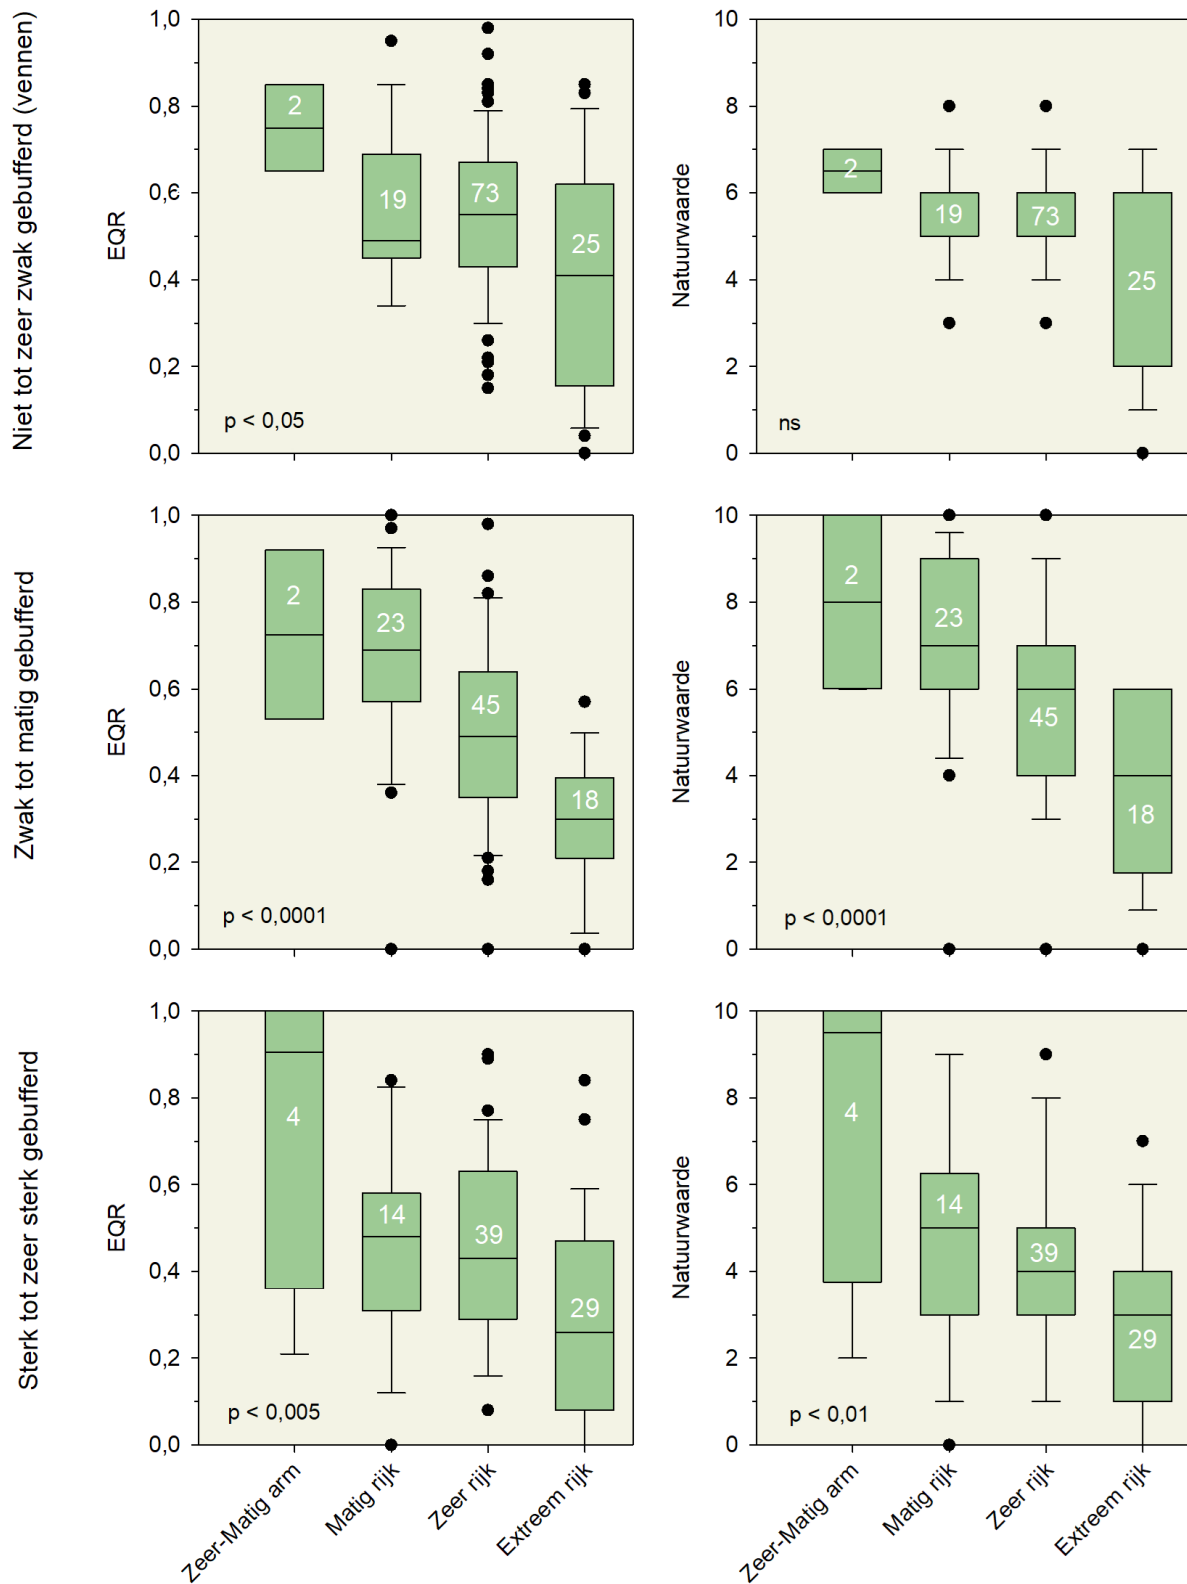 Niet tot zeer zwak gebufferd (vennen)
EQR
1,0
0,8
0,6
0,4
0,2
0,0
2
19
73
25
p < 0,05
Natuurwaarde
10
8
6
4
2
0
2
19
73
25
ns
Zwak tot matig gebufferd
EQR
1,0
0,8
0,6
0,4
0,2
0,0
2
23
45
18
p < 0,0001
Natuurwaarde
10
8
6
4
2
0
2
23
45
18
p < 0,0001
Sterk tot zeer sterk gebufferd
EQR
1,0
0,8
0,6
0,4
0,2
0,0
4
14
39
29
p < 0,005
Zeer-Matig arm
Matig rijk
Zeer rijk
Extreem rijk
Natuurwaarde
10
8
6
4
2
0
4
14
39
29
p < 0,01
Zeer-Matig arm
Matig rijk
Zeer rijk
Extreem rijk